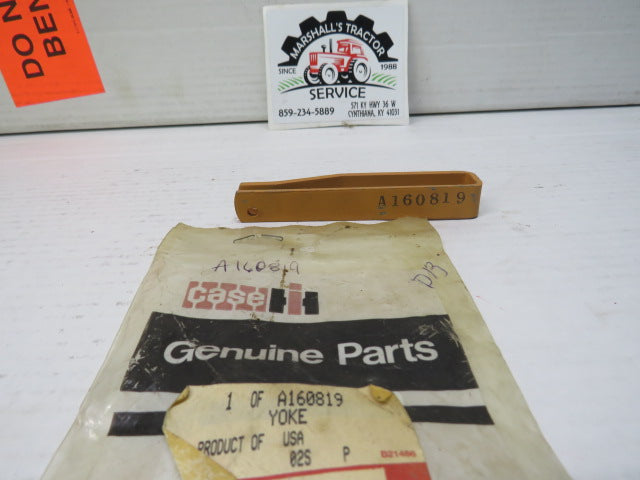 DO N
BEN
MARSHALL'S TRACTOR
SINCE 1988
SERVICE
859-234-5889
571 KY HWY 36 W
CYNTHIANA, KY 41031
A160819
A160819
CASE IH
Genuine Parts
1 OF A160819
YOKE
PRODUCT OF USA
02S P
B21486